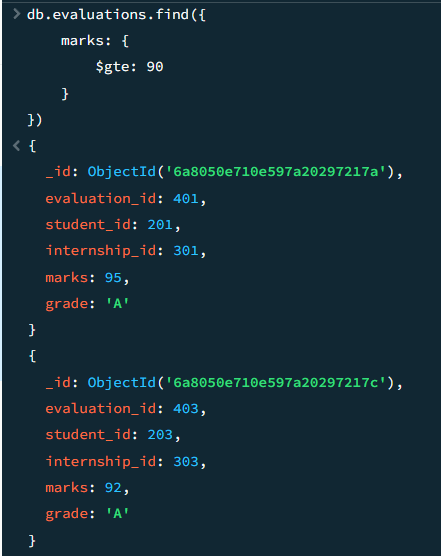 > db.evaluations.find({
marks: {
$gte: 90
}
})
< {
_id: ObjectId('6a8050e710e597a20297217a'),
evaluation_id: 401,
student_id: 201,
internship_id: 301,
marks: 95,
grade: 'A'
}
{
_id: ObjectId('6a8050e710e597a20297217c'),
evaluation_id: 403,
student_id: 203,
internship_id: 303,
marks: 92,
grade: 'A'
}